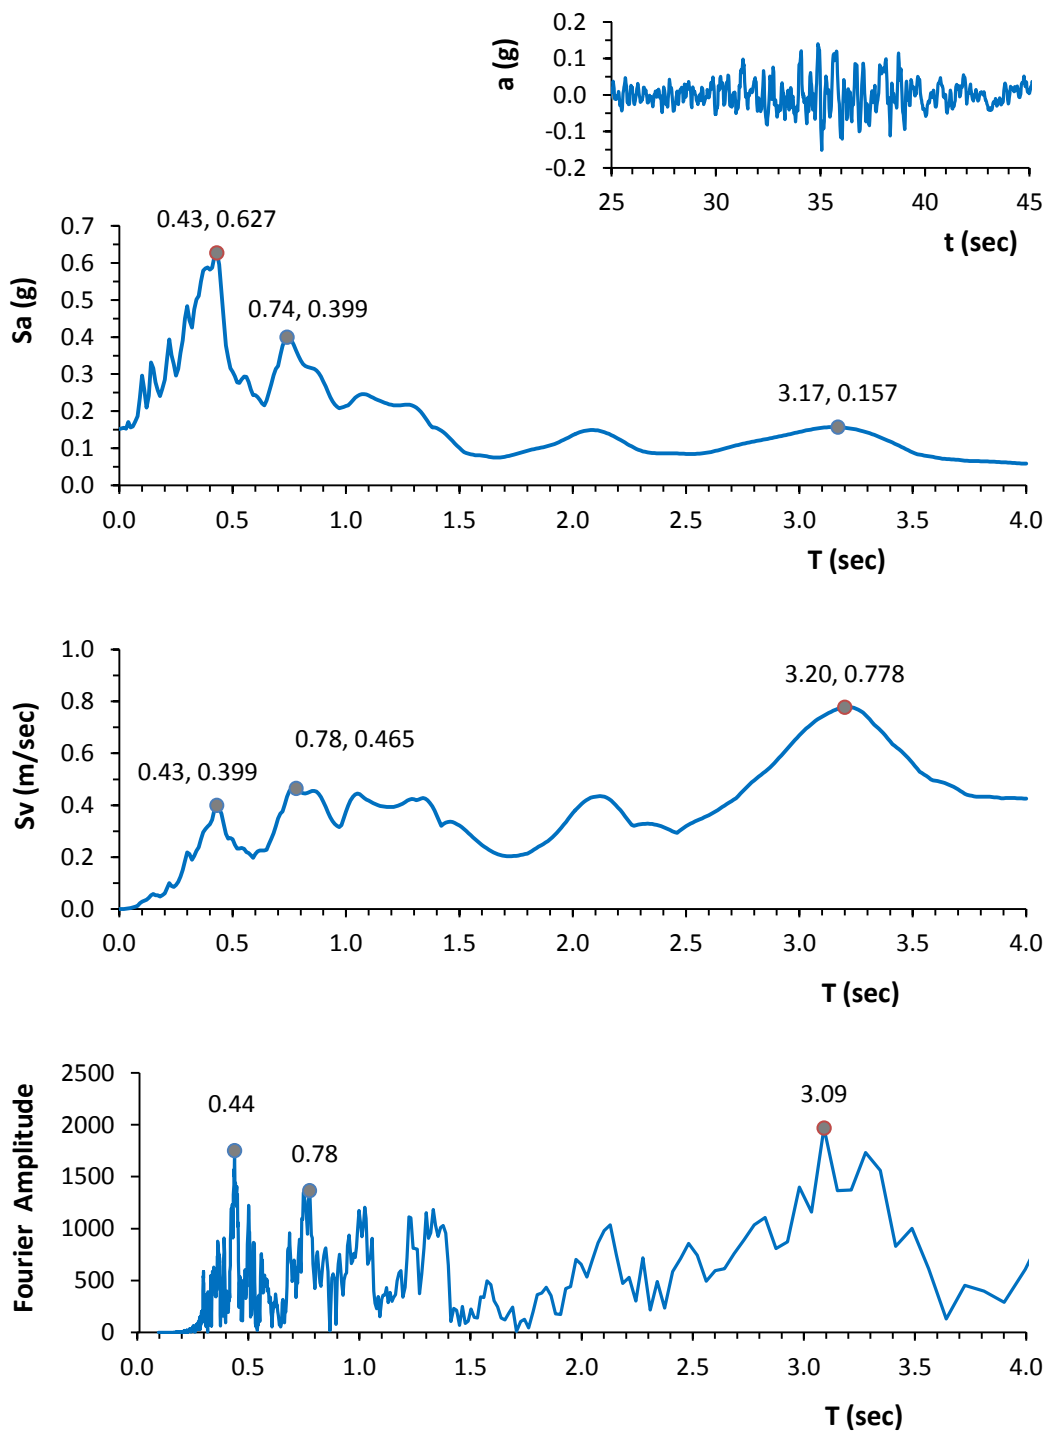 0.2
0.1
0.0
-0.1
-0.2
a (g)
25 30 35 40 45
t (sec)
0.43, 0.627
0.74, 0.399
3.17, 0.157
0.7
0.6
0.5
0.4
0.3
0.2
0.1
0.0
Sa (g)
0.0 0.5 1.0 1.5 2.0 2.5 3.0 3.5 4.0
T (sec)
1.0
0.8
0.6
0.4
0.2
0.0
Sv (m/sec)
3.20, 0.778
0.78, 0.465
0.43, 0.399
0.0 0.5 1.0 1.5 2.0 2.5 3.0 3.5 4.0
T (sec)
2500
2000
1500
1000
500
0
Fourier Amplitude
0.44
0.78
3.09
0.0 0.5 1.0 1.5 2.0 2.5 3.0 3.5 4.0
T (sec)